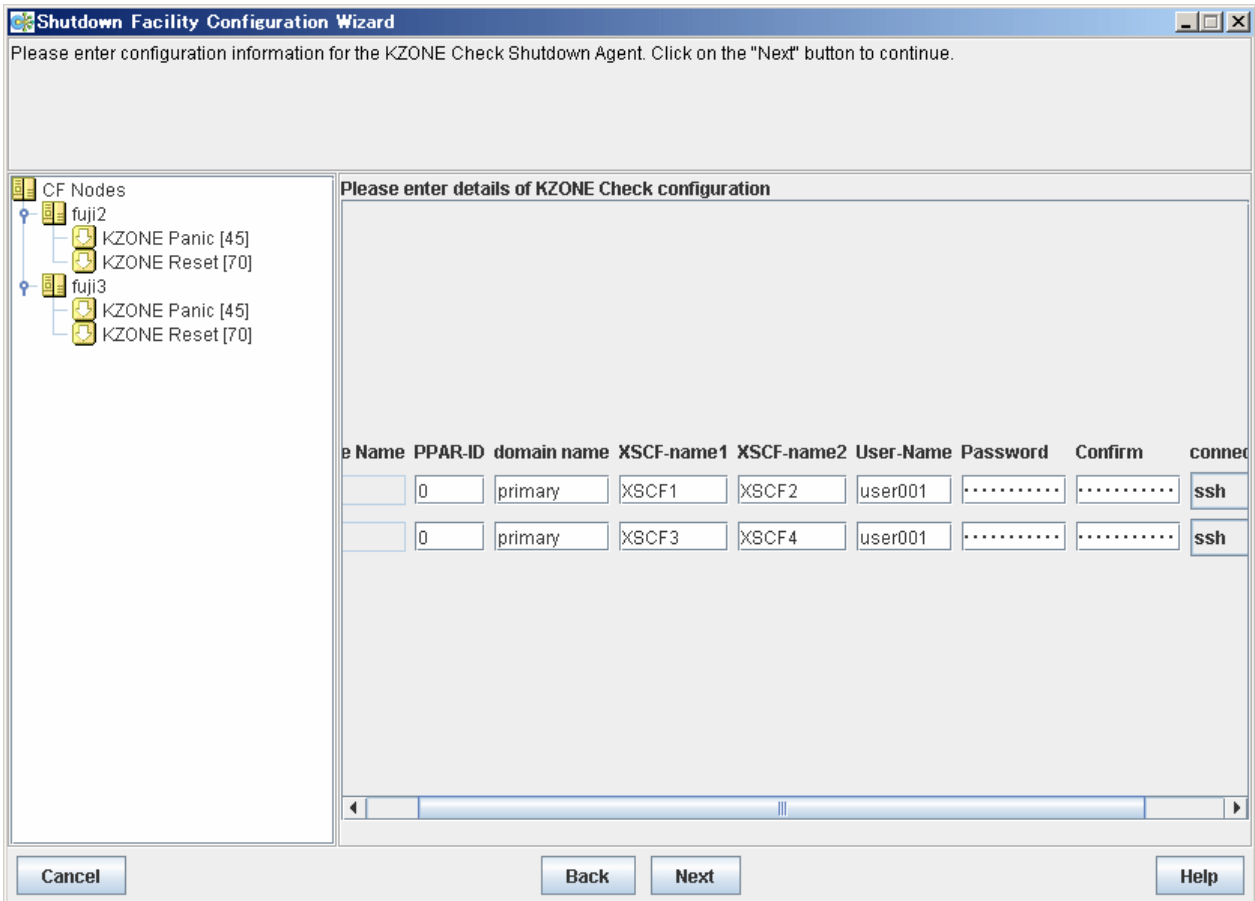 Shutdown Facility Configuration Wizard
Please enter configuration information for the KZONE Check Shutdown Agent. Click on the "Next" button to continue.
CF Nodes
fuji2
KZONE Panic [45]
KZONE Reset [70]
fuji3
KZONE Panic [45]
KZONE Reset [70]
Please enter details of KZONE Check configuration
e Name PPAR-ID domain name XSCF-name1 XSCF-name2 User-Name Password Confirm connec
0 primary XSCF1 XSCF2 user001 ··········· ··········· ssh
0 primary XSCF3 XSCF4 user001 ··········· ··········· ssh
Cancel Back Next Help